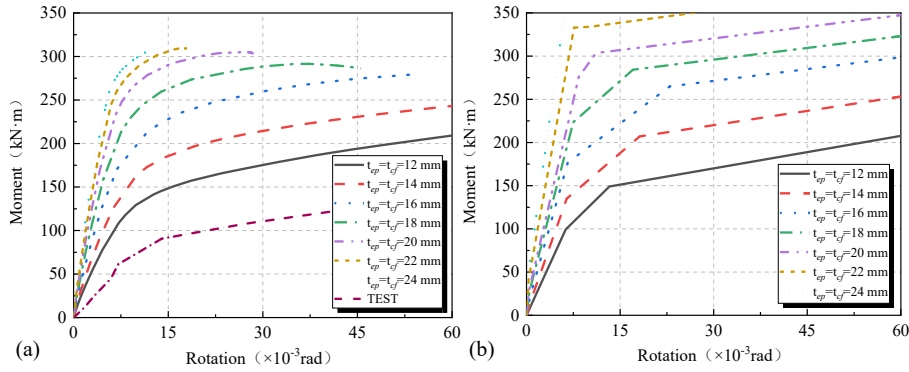 350
300
250
200
150
100
50
0
Moment（kN·m）
t_ep=t_cf=12 mm
t_ep=t_cf=14 mm
t_ep=t_cf=16 mm
t_ep=t_cf=18 mm
t_ep=t_cf=20 mm
t_ep=t_cf=22 mm
t_ep=t_cf=24 mm
TEST
0 15 30 45 60
(a) Rotation（×10⁻³rad）
350
300
250
200
150
100
50
0
Moment（kN·m）
t_ep=t_cf=12 mm
t_ep=t_cf=14 mm
t_ep=t_cf=16 mm
t_ep=t_cf=18 mm
t_ep=t_cf=20 mm
t_ep=t_cf=22 mm
t_ep=t_cf=24 mm
0 15 30 45 60
(b) Rotation（×10⁻³rad）